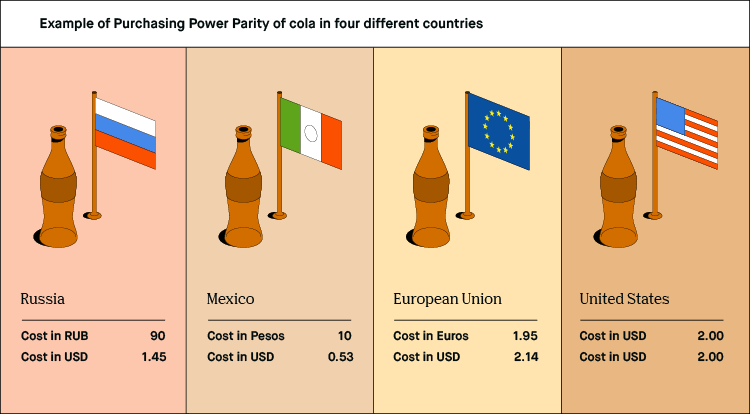 Example of Purchasing Power Parity of cola in four different countries
Russia
Cost in RUB 90
Cost in USD 1.45
Mexico
Cost in Pesos 10
Cost in USD 0.53
European Union
Cost in Euros 1.95
Cost in USD 2.14
United States
Cost in USD 2.00
Cost in USD 2.00